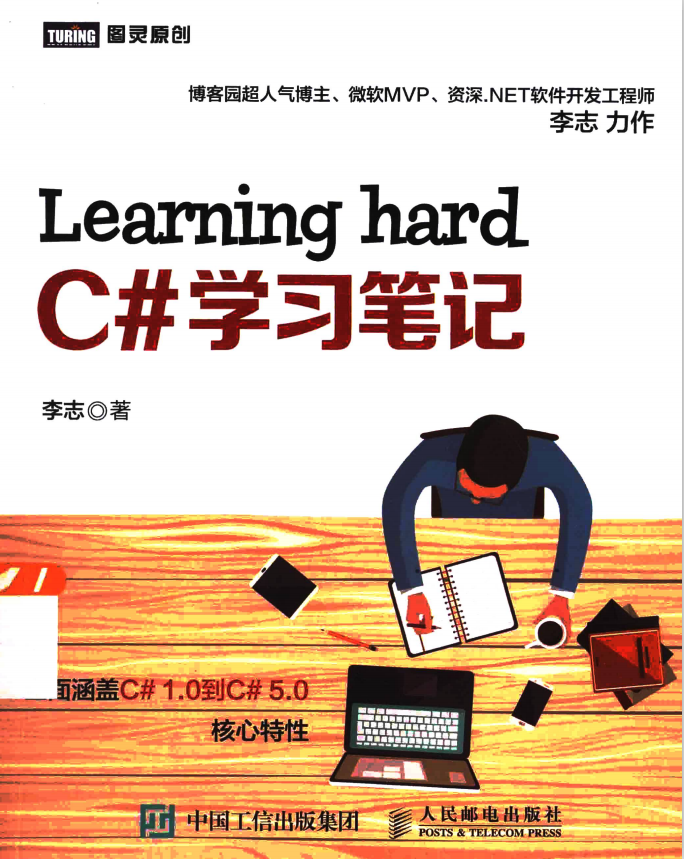 TURING 图灵原创
博客园超人气博主、微软MVP、资深.NET软件开发工程师
李志 力作
Learning hard
C#学习笔记
李志◎著
面涵盖C# 1.0到C# 5.0
核心特性
中国工信出版集团 人民邮电出版社
POSTS & TELECOM PRESS